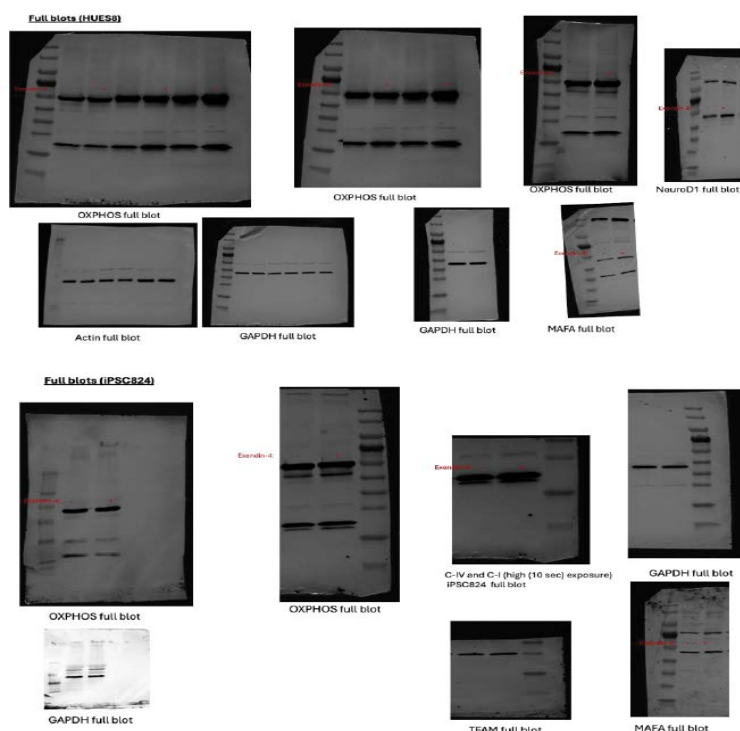 Full blots (HUES8)
OXPHOS full blot
OXPHOS full blot
OXPHOS full blot
NeuroD1 full blot
Actin full blot
GAPDH full blot
GAPDH full blot
MAFA full blot
Full blots (iPSC824)
Exendin-4:
OXPHOS full blot
OXPHOS full blot
C-IV and C-I (high (10 sec) exposure)
iPSC824 full blot
GAPDH full blot
GAPDH full blot
TFAM full blot
MAFA full blot